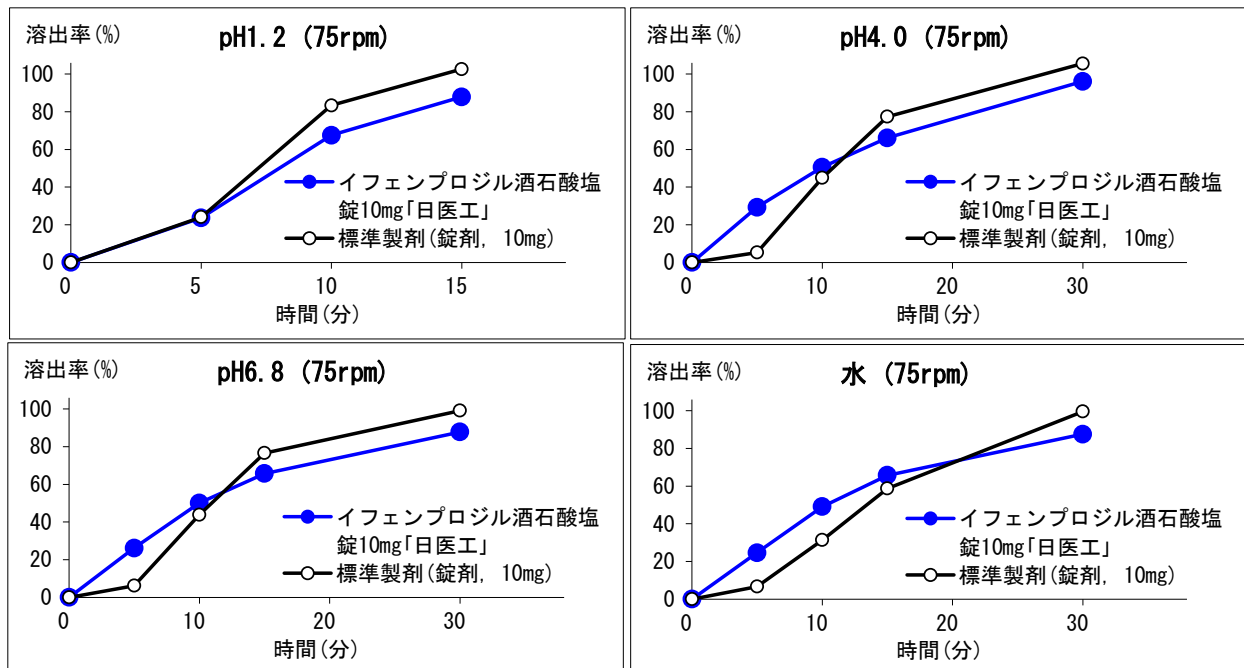 溶出率(%)
pH1.2 (75rpm)
100
80
60
40
20
0
イフェンプロジル酒石酸塩
錠10mg「日医工」
標準製剤(錠剤, 10mg)
0 5 10 15
時間(分)
溶出率(%)
pH4.0 (75rpm)
100
80
60
40
20
0
イフェンプロジル酒石酸塩
錠10mg「日医工」
標準製剤(錠剤, 10mg)
0 10 20 30
時間(分)
溶出率(%)
pH6.8 (75rpm)
100
80
60
40
20
0
イフェンプロジル酒石酸塩
錠10mg「日医工」
標準製剤(錠剤, 10mg)
0 10 20 30
時間(分)
溶出率(%)
水 (75rpm)
100
80
60
40
20
0
イフェンプロジル酒石酸塩
錠10mg「日医工」
標準製剤(錠剤, 10mg)
0 10 20 30
時間(分)